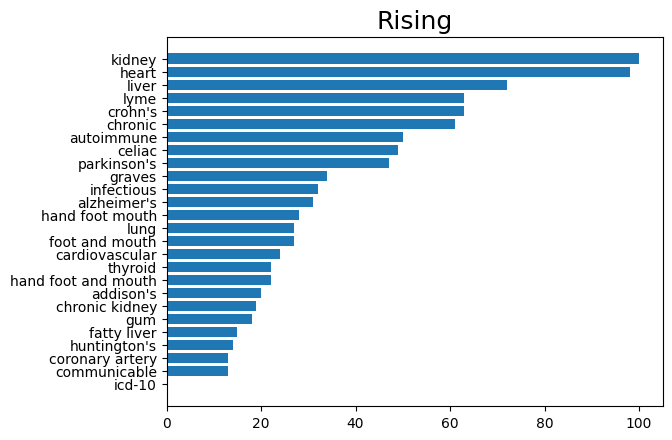 Rising
kidney
heart
liver
lyme
crohn's
chronic
autoimmune
celiac
parkinson's
graves
infectious
alzheimer's
hand foot mouth
lung
foot and mouth
cardiovascular
thyroid
hand foot and mouth
addison's
chronic kidney
gum
fatty liver
huntington's
coronary artery
communicable
icd-10
0 20 40 60 80 100